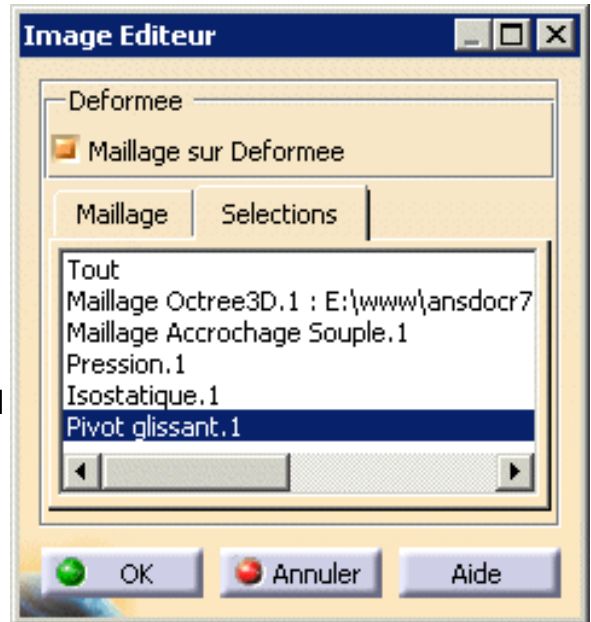 Image Editeur
Deformee
Maillage sur Deformee
Maillage Selections
Tout
Maillage Octree3D.1 : E:\www\ansdocr7
Maillage Accrochage Souple.1
Pression.1
Isostatique.1
Pivot glissant.1
OK Annuler Aide